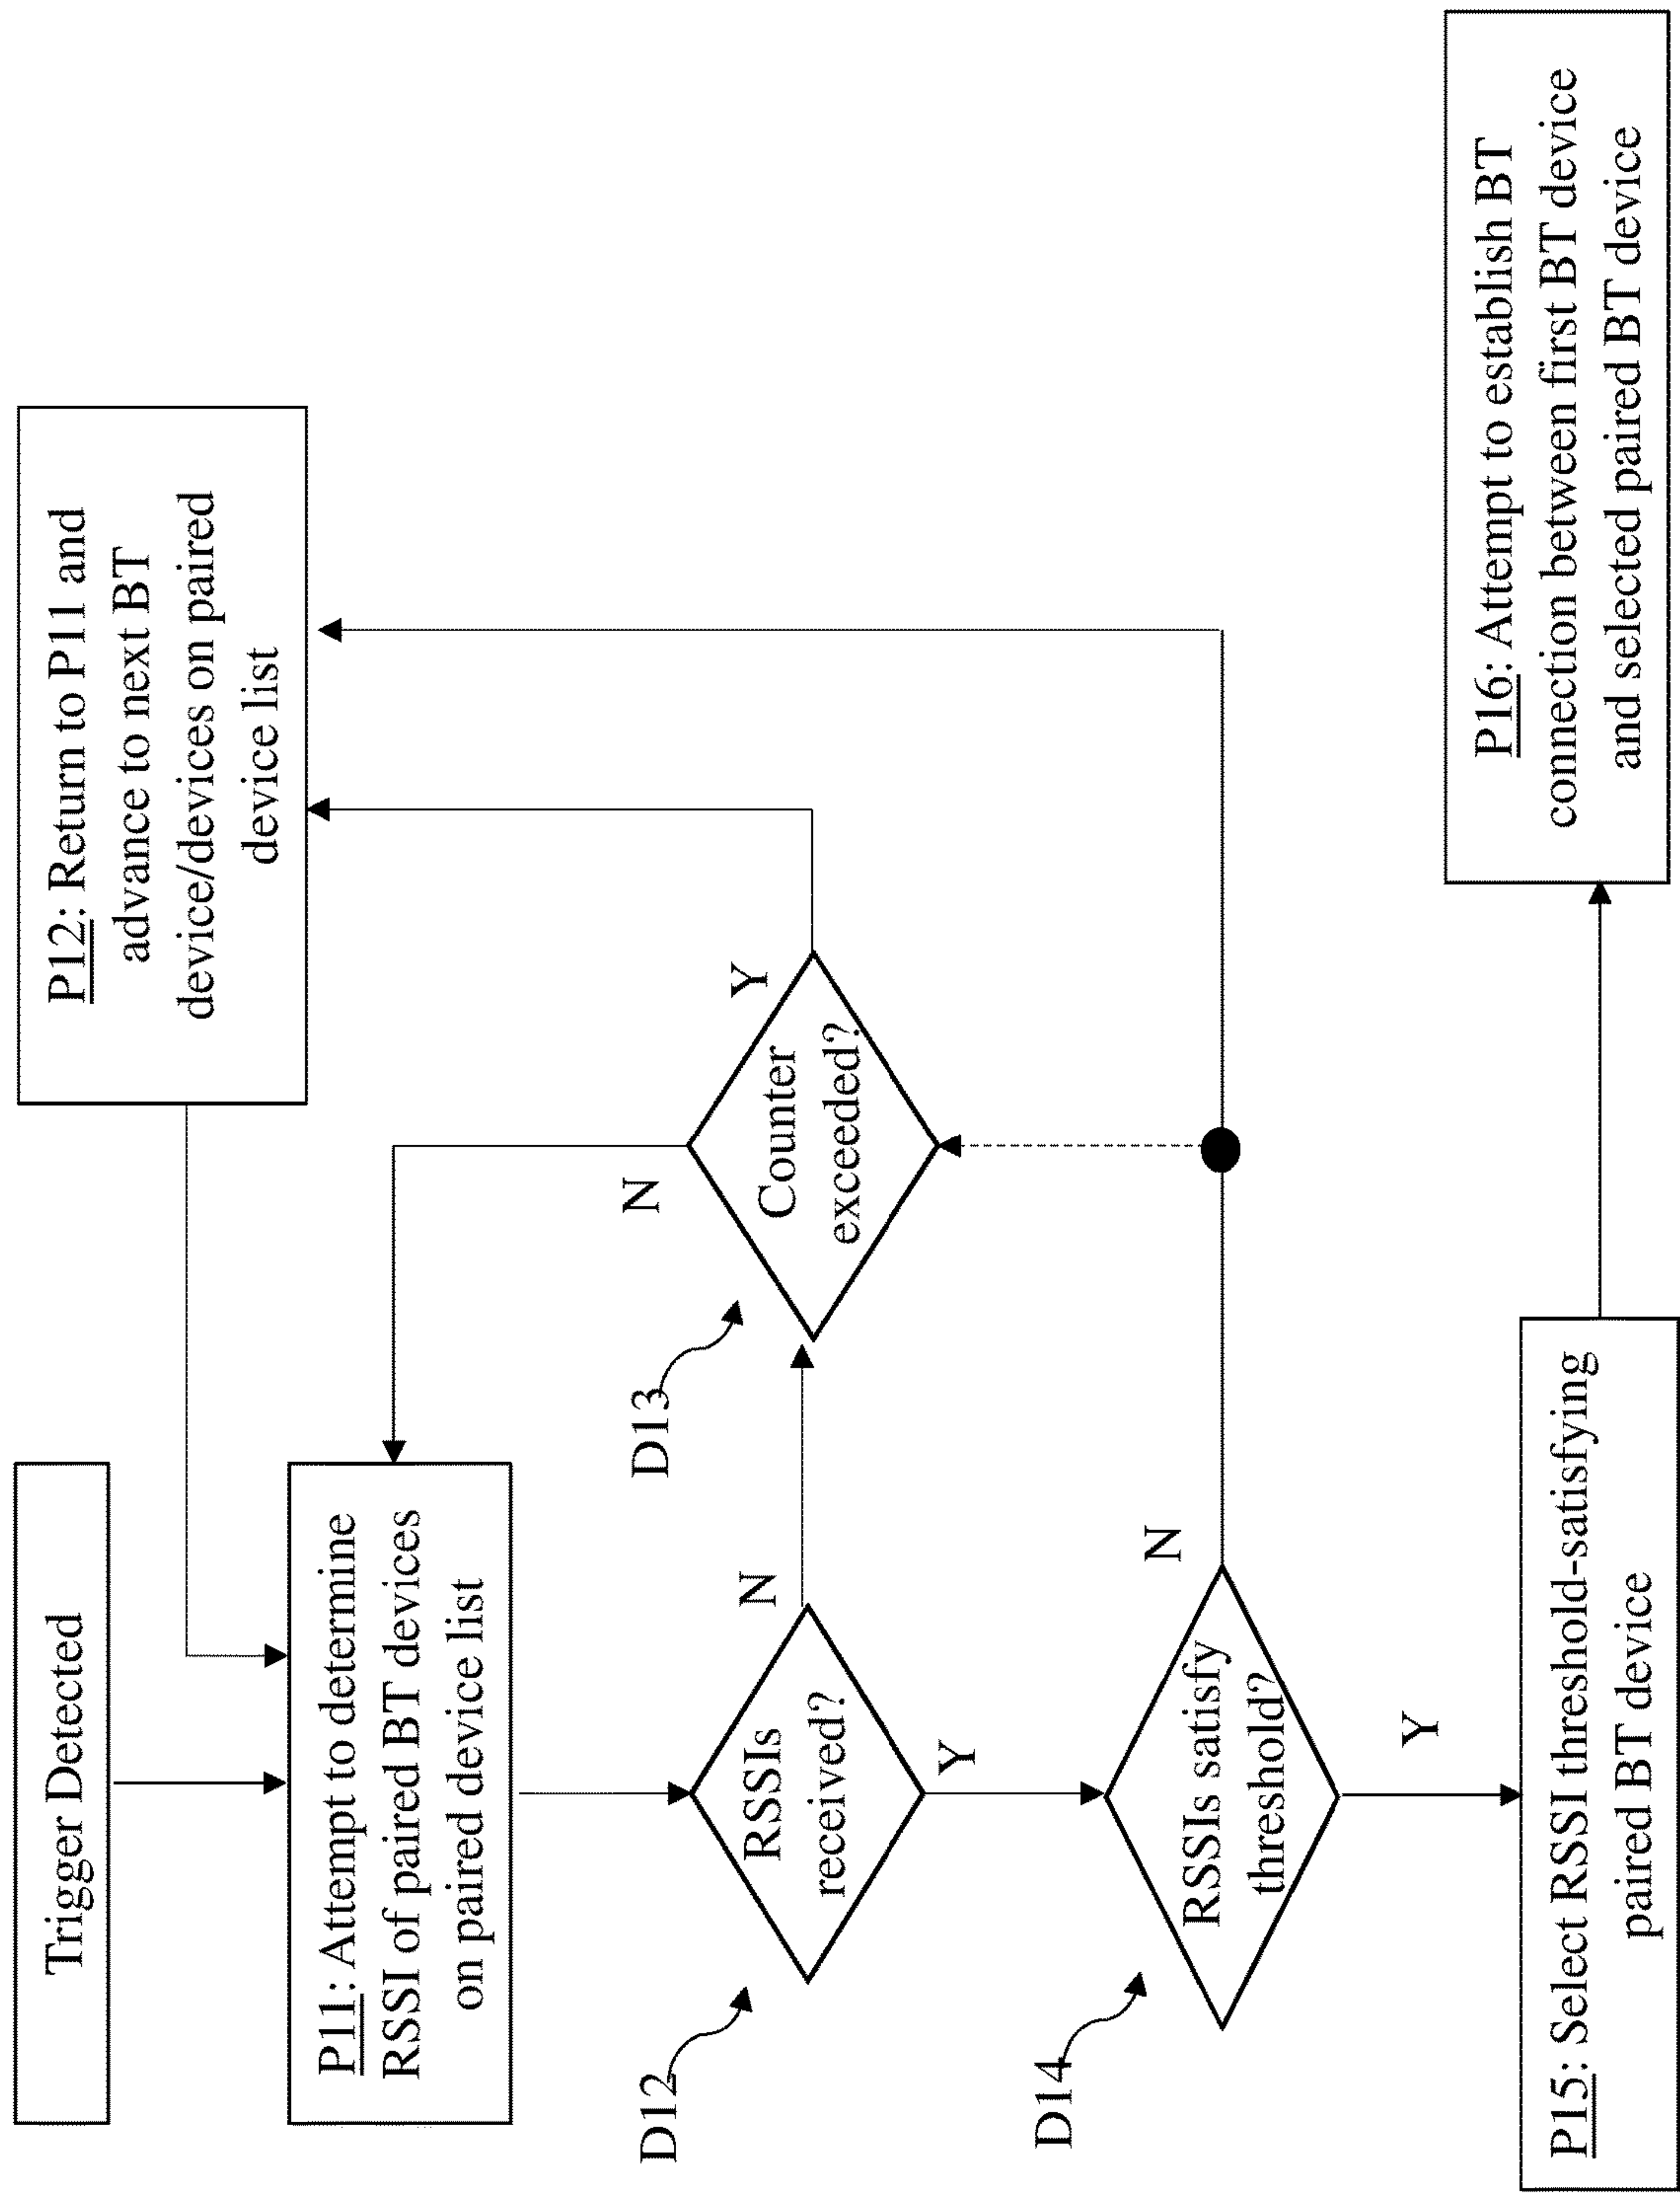 Trigger Detected
P11: Attempt to determine
RSSI of paired BT devices
on paired device list
P12: Return to P11 and
advance to next BT
device/devices on paired
device list
D12
RSSIs
received?
N
Y
D13
Counter
exceeded?
N
Y
D14
RSSIs satisfy
threshold?
N
Y
P15: Select RSSI threshold-satisfying
paired BT device
P16: Attempt to establish BT
connection between first BT device
and selected paired BT device